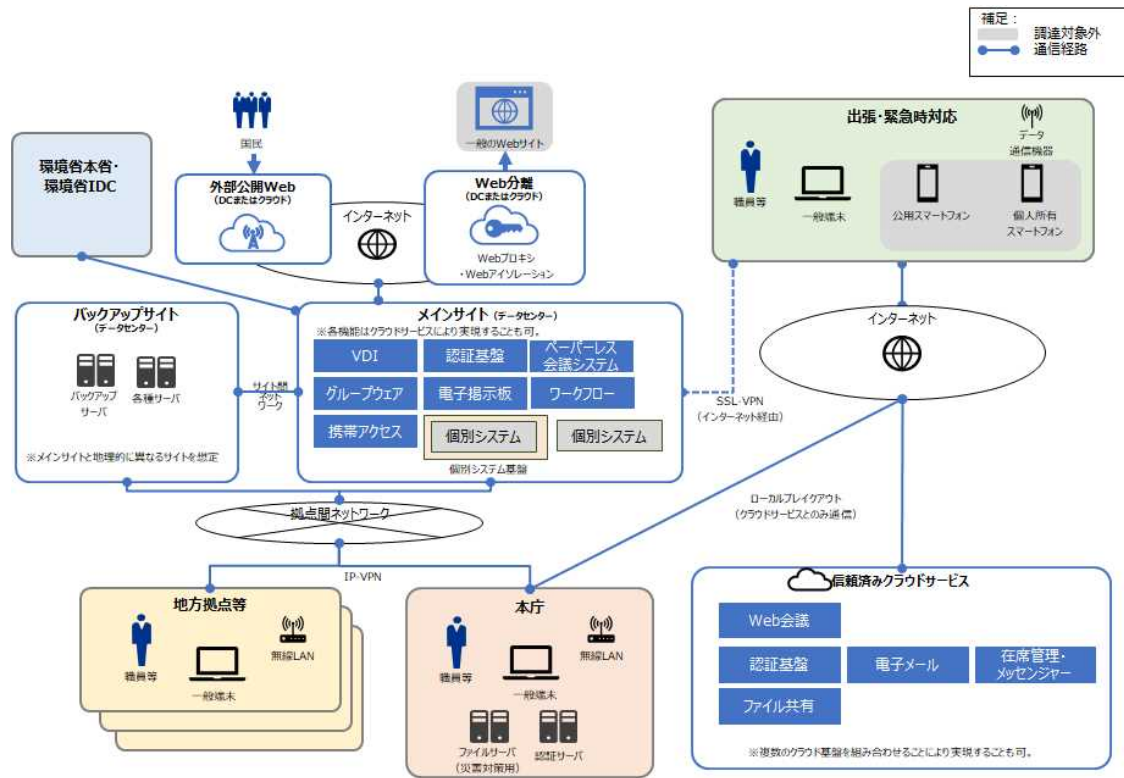 補足：
調達対象外
通信経路
国民
一般のWebサイト
環境省本省・
環境省IDC
外部公開Web
（DCまたはクラウド）
インターネット
Web分離
（DCまたはクラウド）
Webプロキシ
・Webアイソレーション
出張・緊急時対応
職員等
一般端末
データ
通信機器
公用スマートフォン
個人所有
スマートフォン
バックアップサイト
（データセンター）
バックアップ
サーバ
各種サーバ
※メインサイトと地理的に異なるサイトを想定
サイト間
ネット
ワーク
メインサイト（データセンター）
※各機能はクラウドサービスにより実現することも可。
VDI
認証基盤
ペーパーレス
会議システム
グループウェア
電子掲示板
ワークフロー
携帯アクセス
個別システム
個別システム
個別システム基盤
SSL-VPN
（インターネット経由）
インターネット
拠点間ネットワーク
IP-VPN
ローカルブレイクアウト
（クラウドサービスとのみ通信）
地方拠点等
職員等
一般端末
無線LAN
本庁
職員等
一般端末
無線LAN
ファイルサーバ
（災害対策用）
認証サーバ
信頼済みクラウドサービス
Web会議
認証基盤
電子メール
在席管理・
メッセンジャー
ファイル共有
※複数のクラウド基盤を組み合わせることにより実現することも可。